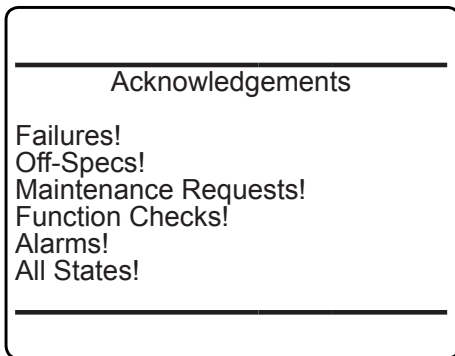 Acknowledgements
Failures!
Off-Specs!
Maintenance Requests!
Function Checks!
Alarms!
All States!